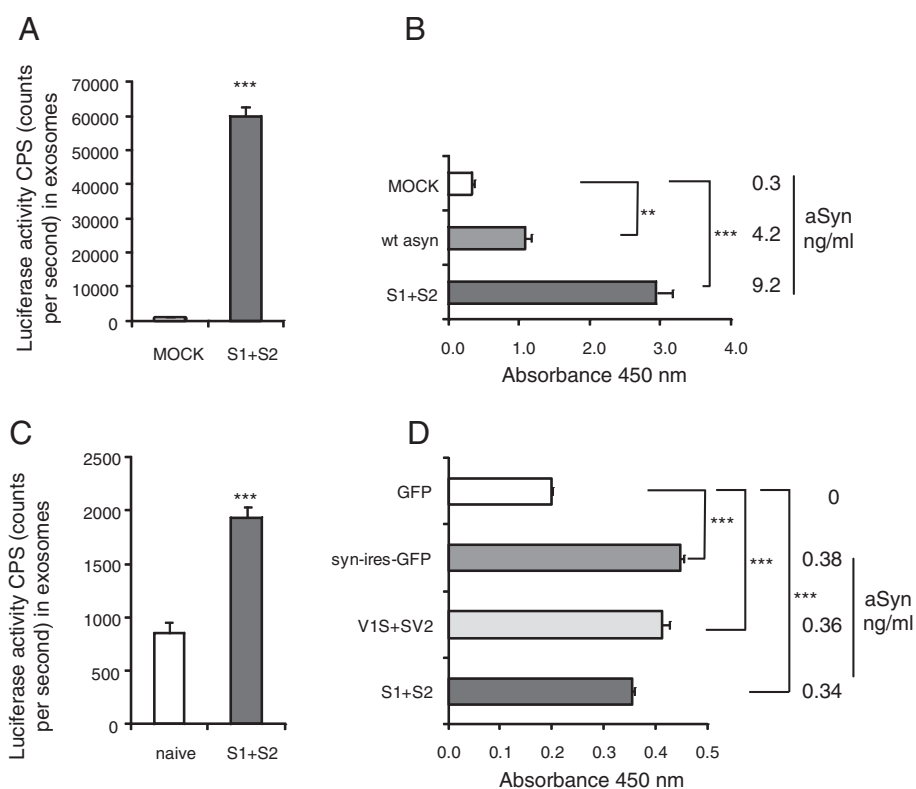 A
Luciferase activity CPS (counts
per second) in exosomes
70000
60000
50000
40000
30000
20000
10000
0
***
MOCK S1+S2
B
MOCK
wt asyn
S1+S2
**
***
0.3
4.2
9.2
aSyn
ng/ml
0.0 1.0 2.0 3.0 4.0
Absorbance 450 nm
C
Luciferase activity CPS (counts
per second) in exosomes
2500
2000
1500
1000
500
0
***
naive S1+S2
D
GFP
syn-ires-GFP
V1S+SV2
S1+S2
***
***
***
0
0.38
0.36
0.34
aSyn
ng/ml
0.0 0.1 0.2 0.3 0.4 0.5
Absorbance 450 nm